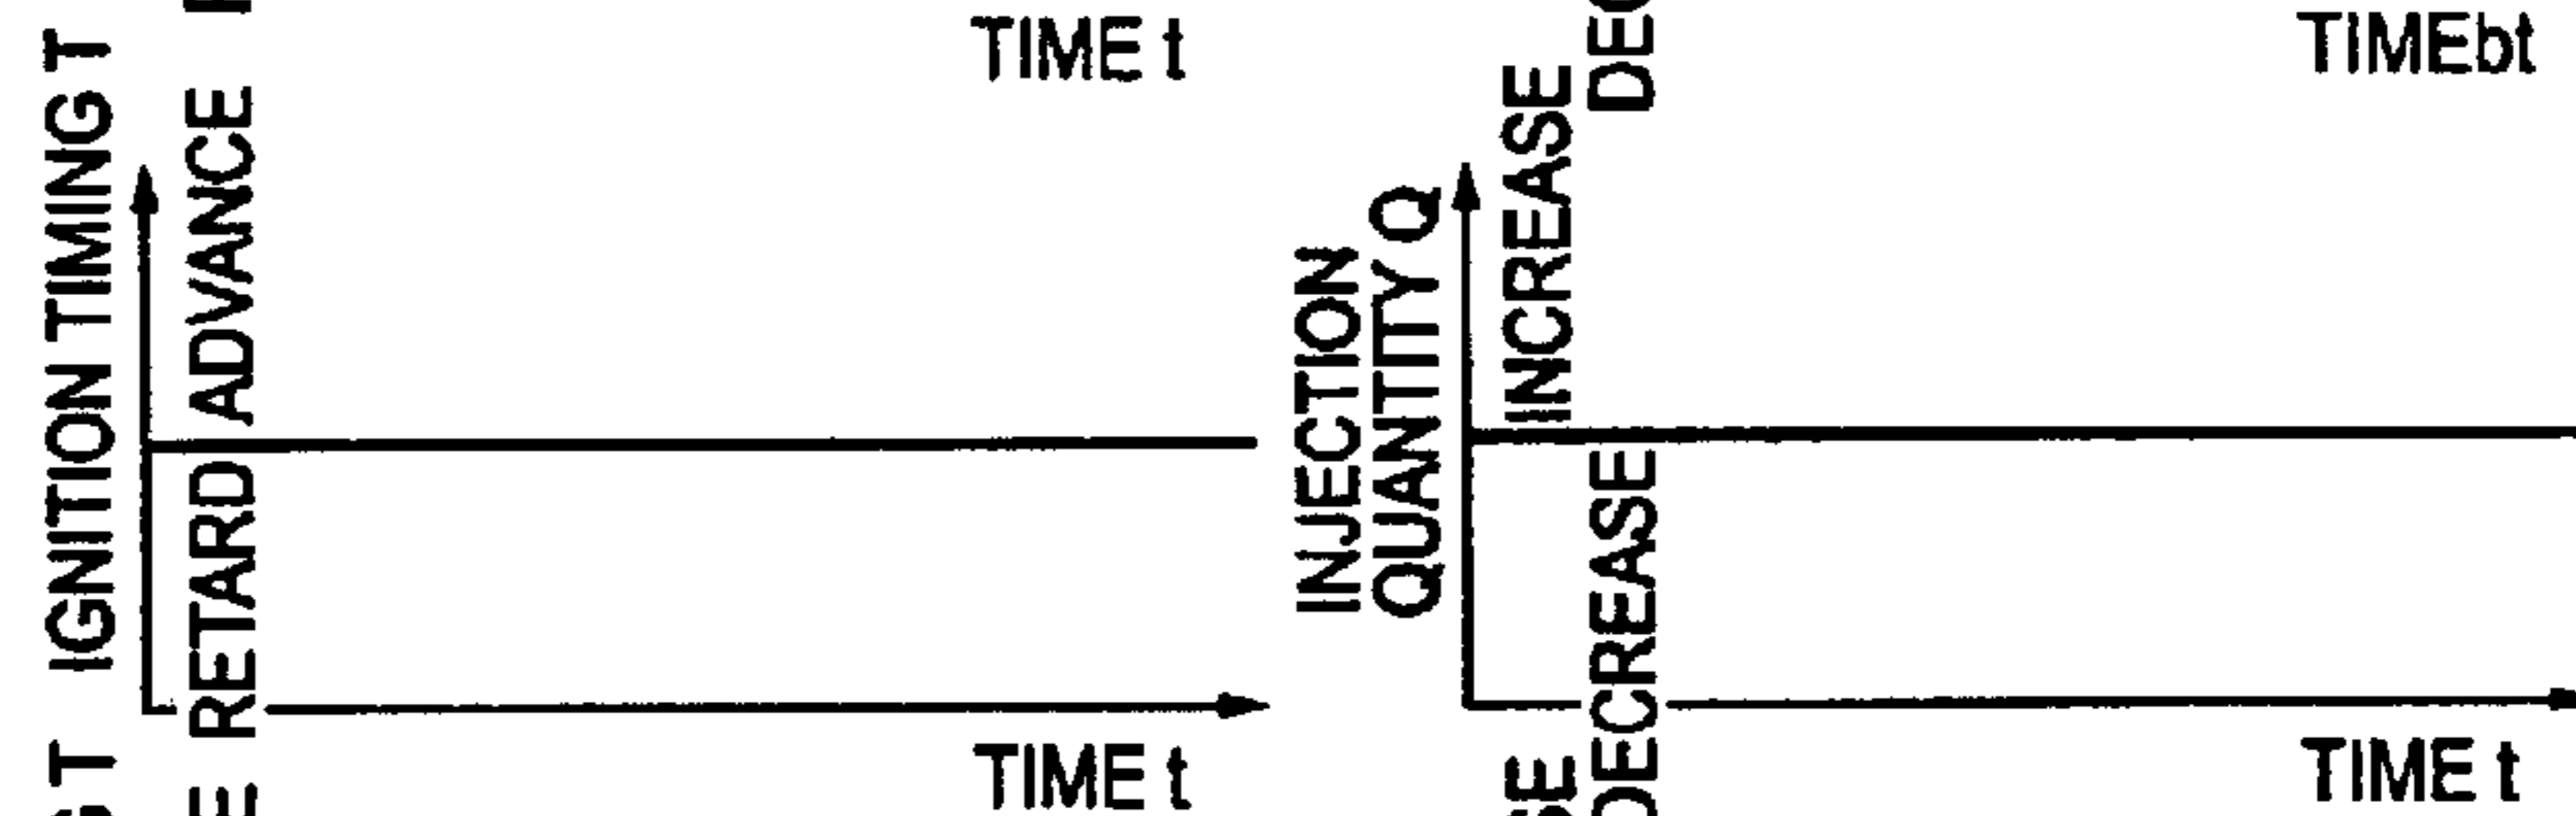 TIME t
TIMEbt
IGNITION TIMING T
RETARD ADVANCE
INJECTION
QUANTITY Q
INCREASE
DECREASE
TIME t
TIME t